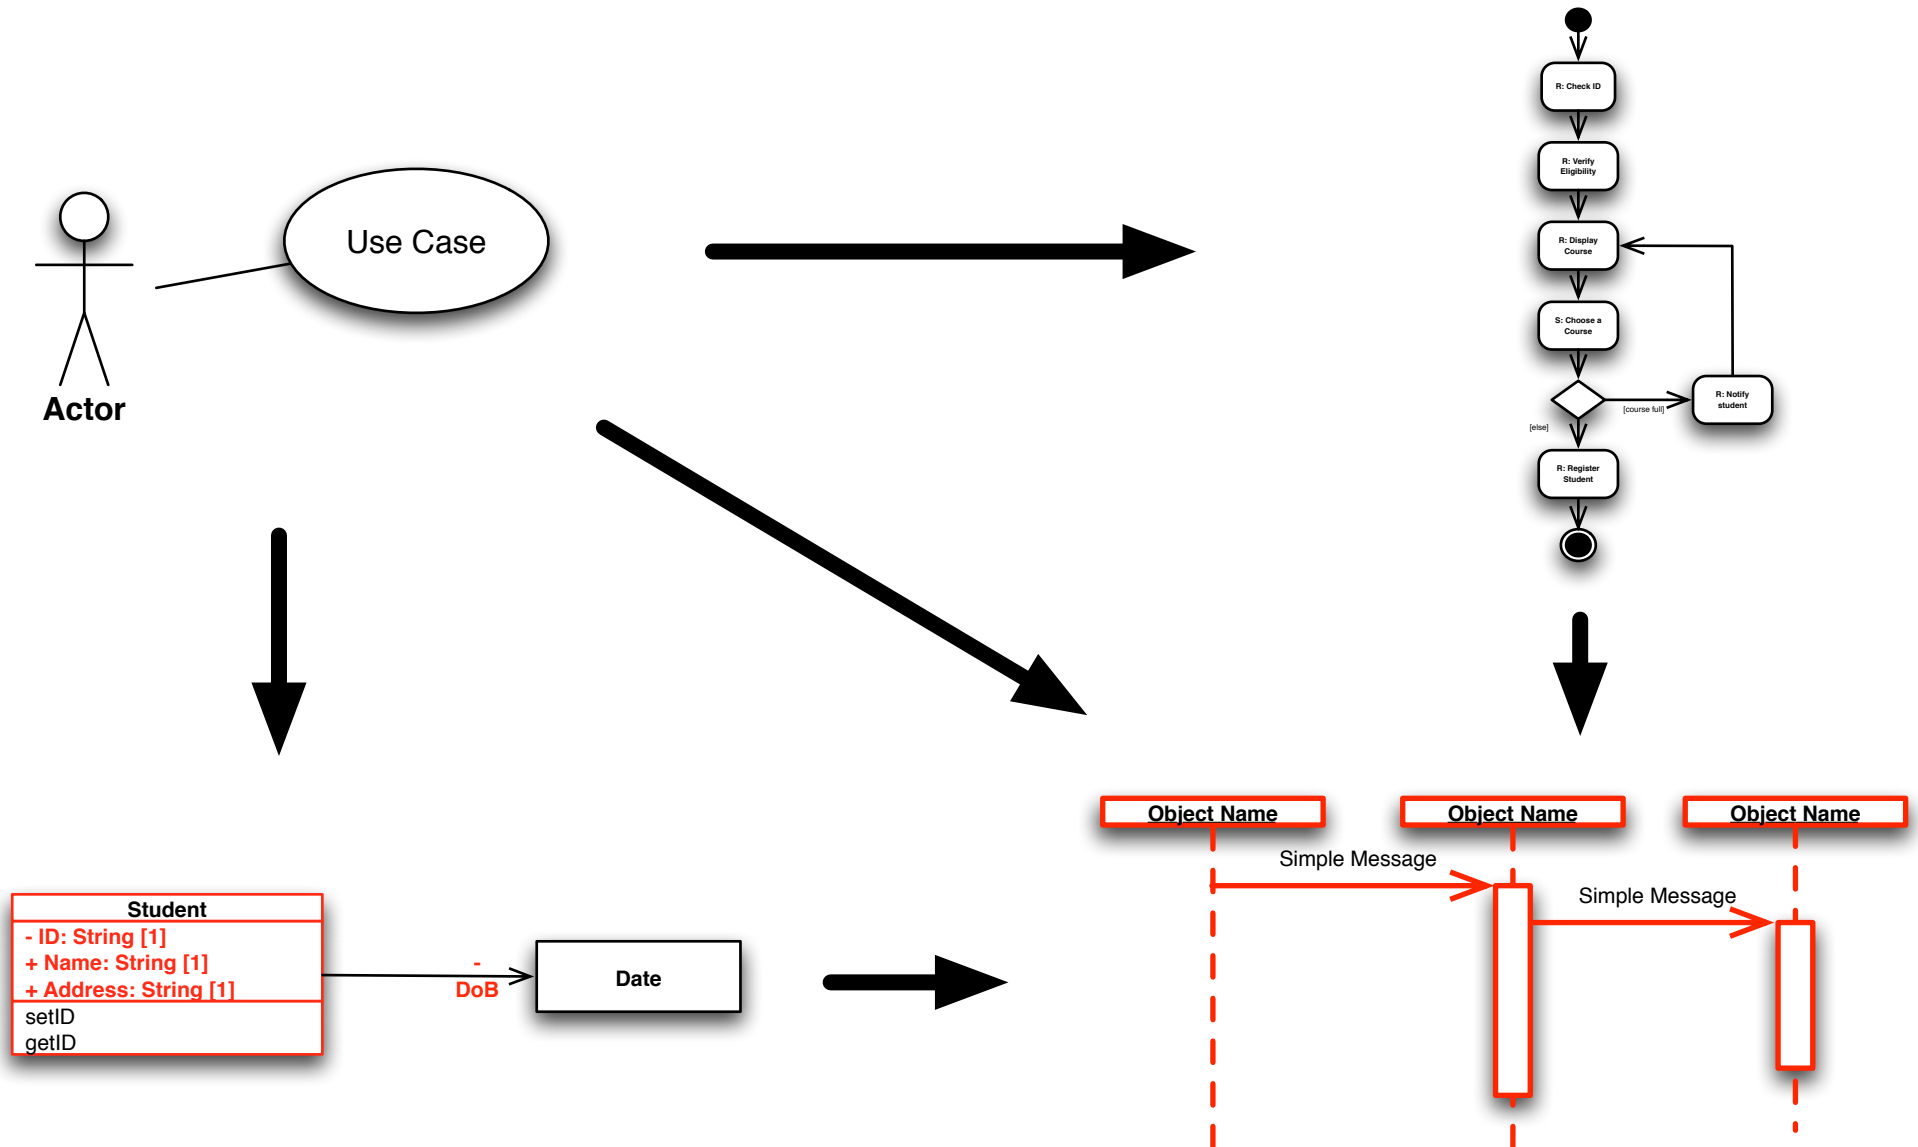 R: Check ID
R: Verify
Eligibility
R: Display
Course
S: Choose a
Course
R: Notify
student
[course full]
[else]
R: Register
Student
Use Case
Actor
Object Name
Object Name
Object Name
Simple Message
Simple Message
Student
- ID: String [1]
+ Name: String [1]
+ Address: String [1]
setID
getID
-
DoB
Date